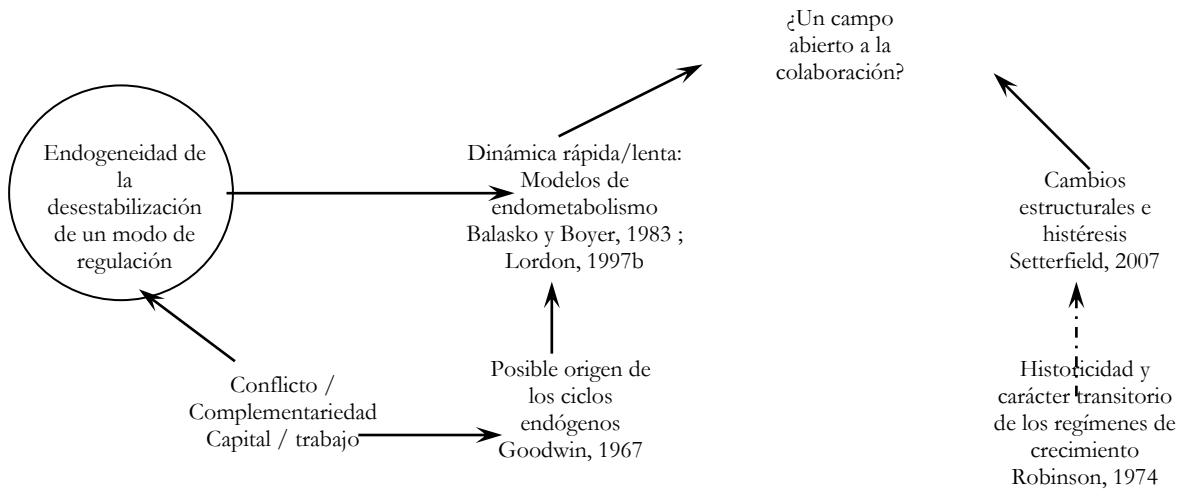 ¿Un campo
abierto a la
colaboración?
Endogeneidad de
la
desestabilización
de un modo de
regulación
Dinámica rápida/lenta:
Modelos de
endometabolismo
Balasko y Boyer, 1983 ;
Lordon, 1997b
Cambios
estructurales e
histéresis
Setterfield, 2007
Conflicto /
Complementariedad
Capital / trabajo
Posible origen de
los ciclos
endógenos
Goodwin, 1967
Historicidad y
carácter transitorio
de los regímenes de
crecimiento
Robinson, 1974